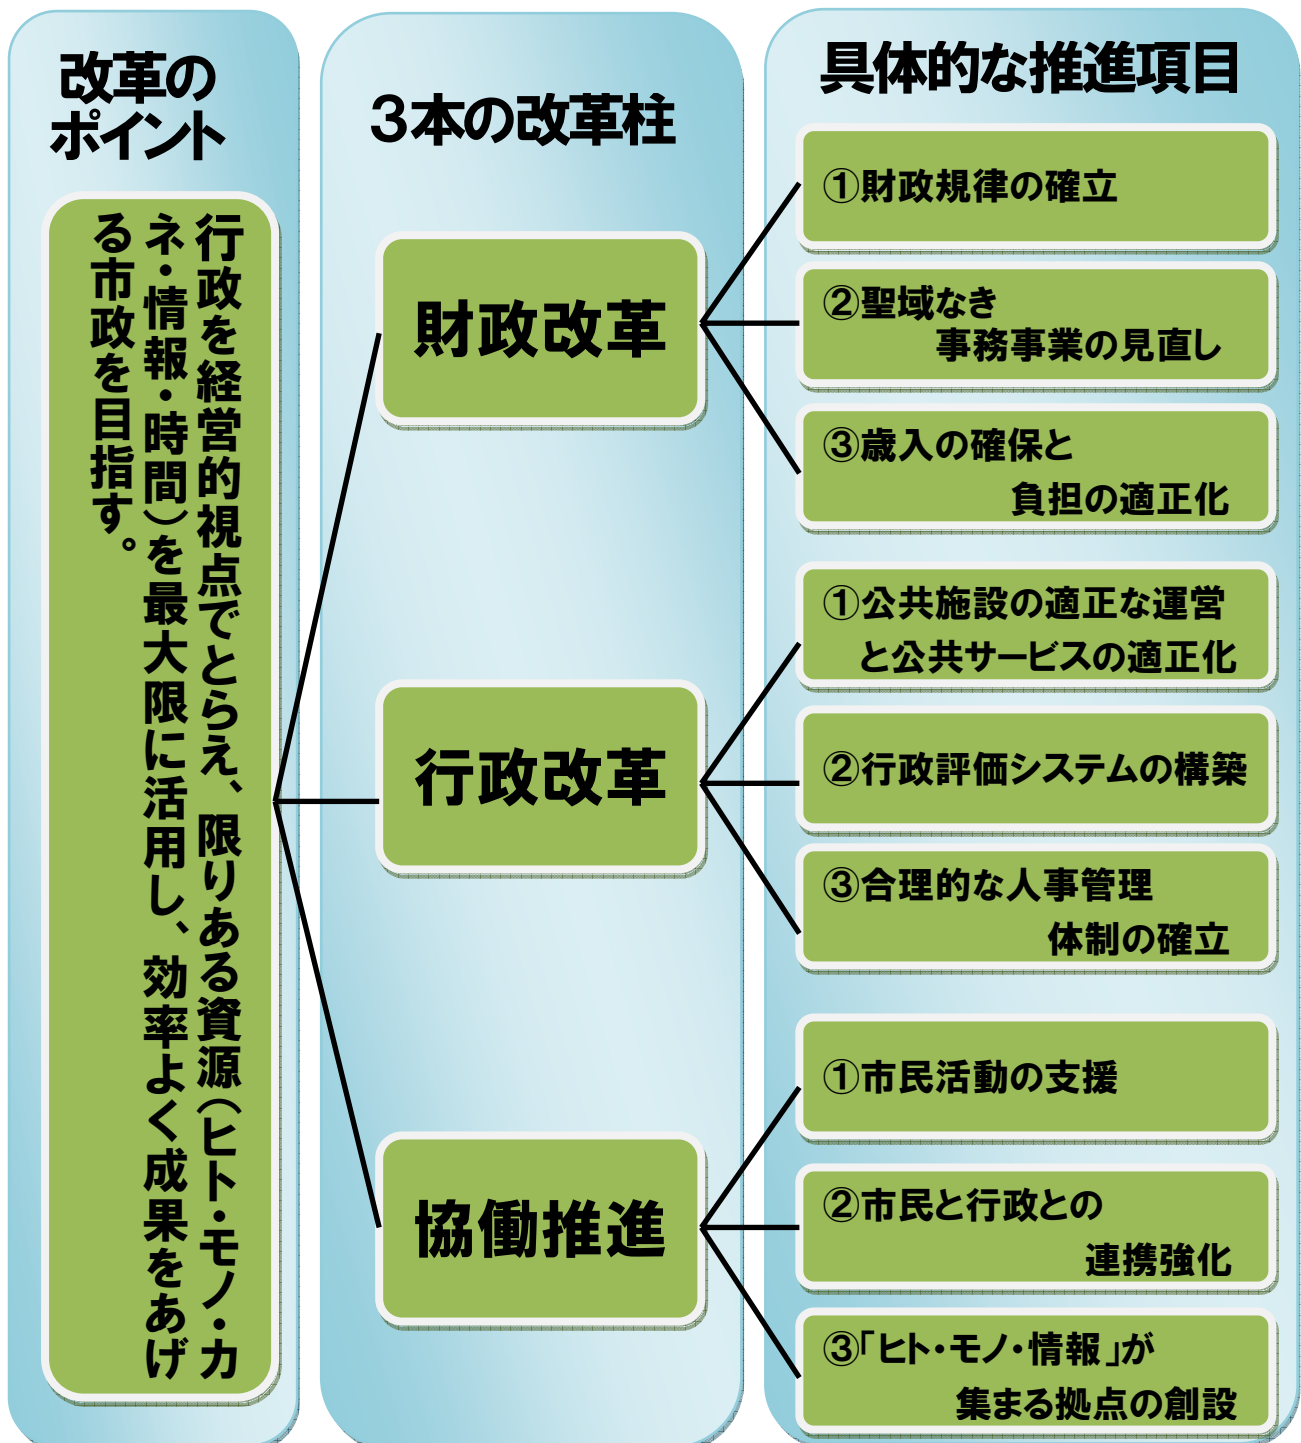 改革の
ポイント
行政を経営的視点でとらえ、限りある資源（ヒト・モノ・カ
ネ・情報・時間）を最大限に活用し、効率よく成果をあげ
る市政を目指す。
３本の改革柱
財政改革
行政改革
協働推進
具体的な推進項目
①財政規律の確立
②聖域なき
事務事業の見直し
③歳入の確保と
負担の適正化
①公共施設の適正な運営
と公共サービスの適正化
②行政評価システムの構築
③合理的な人事管理
体制の確立
①市民活動の支援
②市民と行政との
連携強化
③「ヒト・モノ・情報」が
集まる拠点の創設